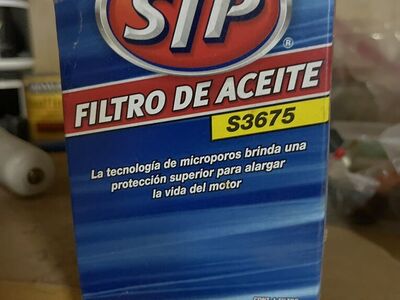 STP
®
FILTRO DE ACEITE
S3675
La tecnología de microporos brinda una
protección superior para alargar
la vida del motor